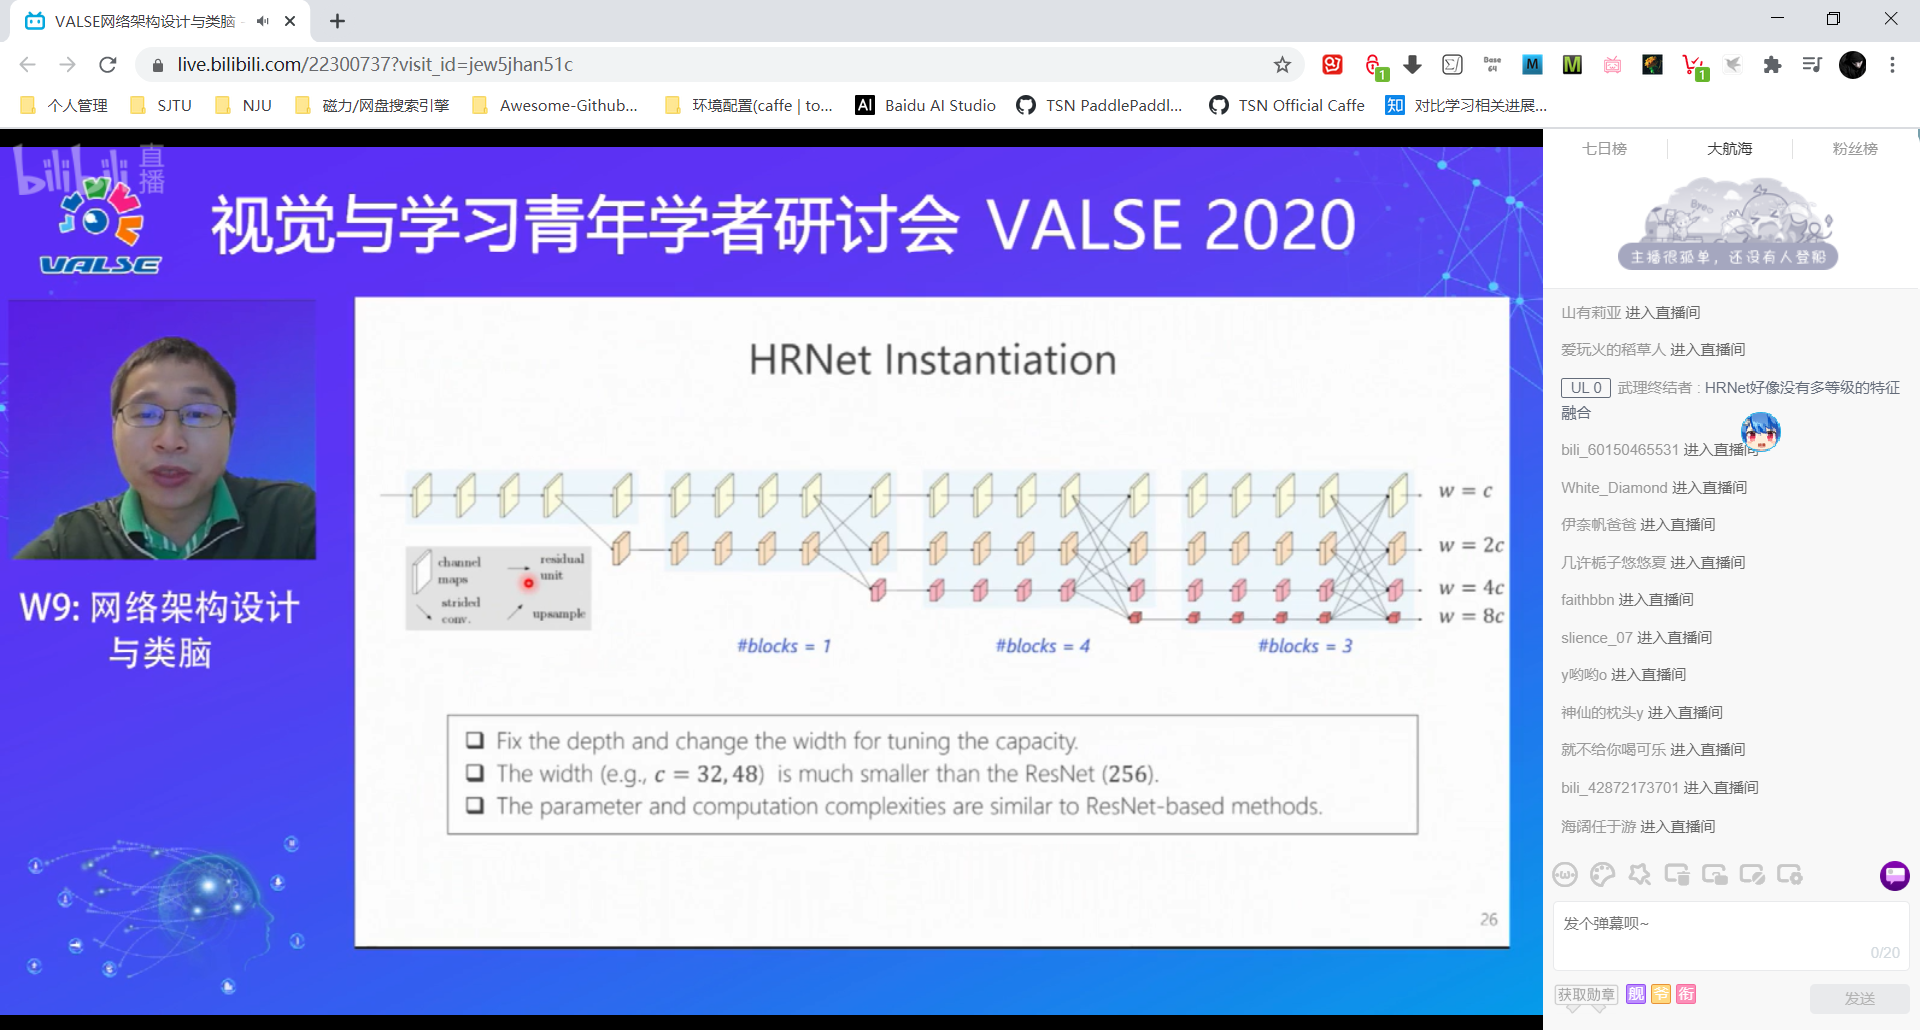 VALSE网络架构设计与类脑
live.bilibili.com/22300737?visit_id=jew5jhan51c
1
Base 64
M
M
1
个人管理
SJTU
NJU
磁力/网盘搜索引擎
Awesome-Github...
环境配置(caffe | to...
AI Baidu AI Studio
TSN PaddlePaddl...
TSN Official Caffe
知 对比学习相关进展...
bilibili 直播
VALSE
视觉与学习青年学者研讨会 VALSE 2020
W9: 网络架构设计
与类脑
HRNet Instantiation
w = c
w = 2c
w = 4c
w = 8c
channel maps
residual unit
strided conv.
upsample
#blocks = 1
#blocks = 4
#blocks = 3
❑ Fix the depth and change the width for tuning the capacity.
❑ The width (e.g., c = 32, 48) is much smaller than the ResNet (256).
❑ The parameter and computation complexities are similar to ResNet-based methods.
26
七日榜
大航海
粉丝榜
主播很孤单，还没有人登船
山有莉亚 进入直播间
爱玩火的稻草人 进入直播间
UL 0 武理终结者 : HRNet好像没有多等级的特征
融合
bili_60150465531 进入直播间
White_Diamond 进入直播间
伊奈帆爸爸 进入直播间
几许栀子悠悠夏 进入直播间
faithbbn 进入直播间
slience_07 进入直播间
y哟哟o 进入直播间
神仙的枕头y 进入直播间
就不给你喝可乐 进入直播间
bili_42872173701 进入直播间
海阔任于游 进入直播间
发个弹幕呗~
0/20
获取勋章
舰 爷 衔
发送